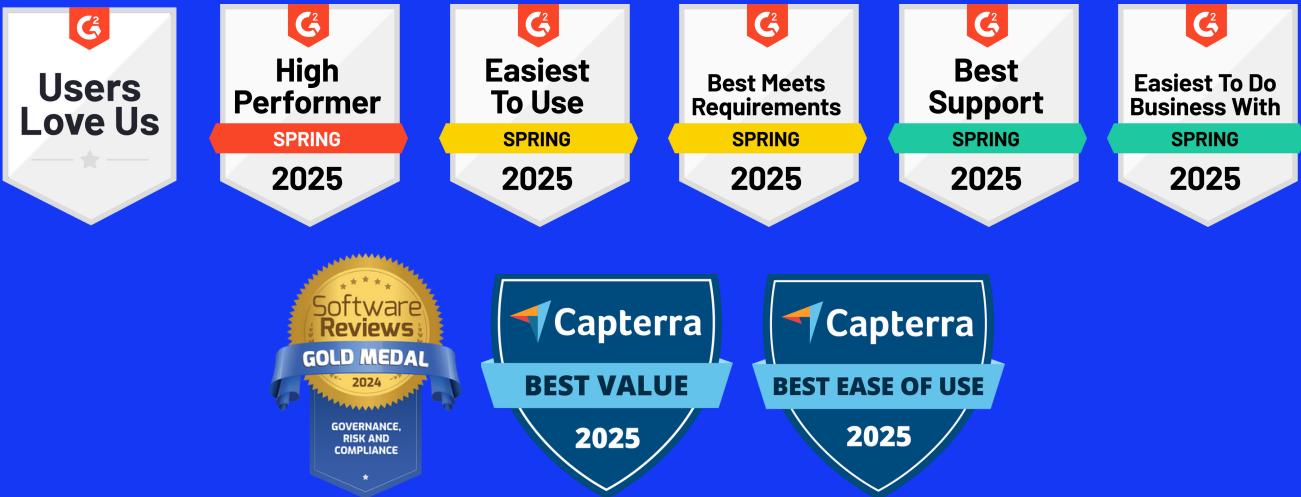 G2
Users
Love Us
G2
High
Performer
SPRING
2025
G2
Easiest
To Use
SPRING
2025
G2
Best Meets
Requirements
SPRING
2025
G2
Best
Support
SPRING
2025
G2
Easiest To Do
Business With
SPRING
2025
Software
Reviews
GOLD MEDAL
2024
GOVERNANCE,
RISK AND
COMPLIANCE
Capterra
BEST VALUE
2025
Capterra
BEST EASE OF USE
2025